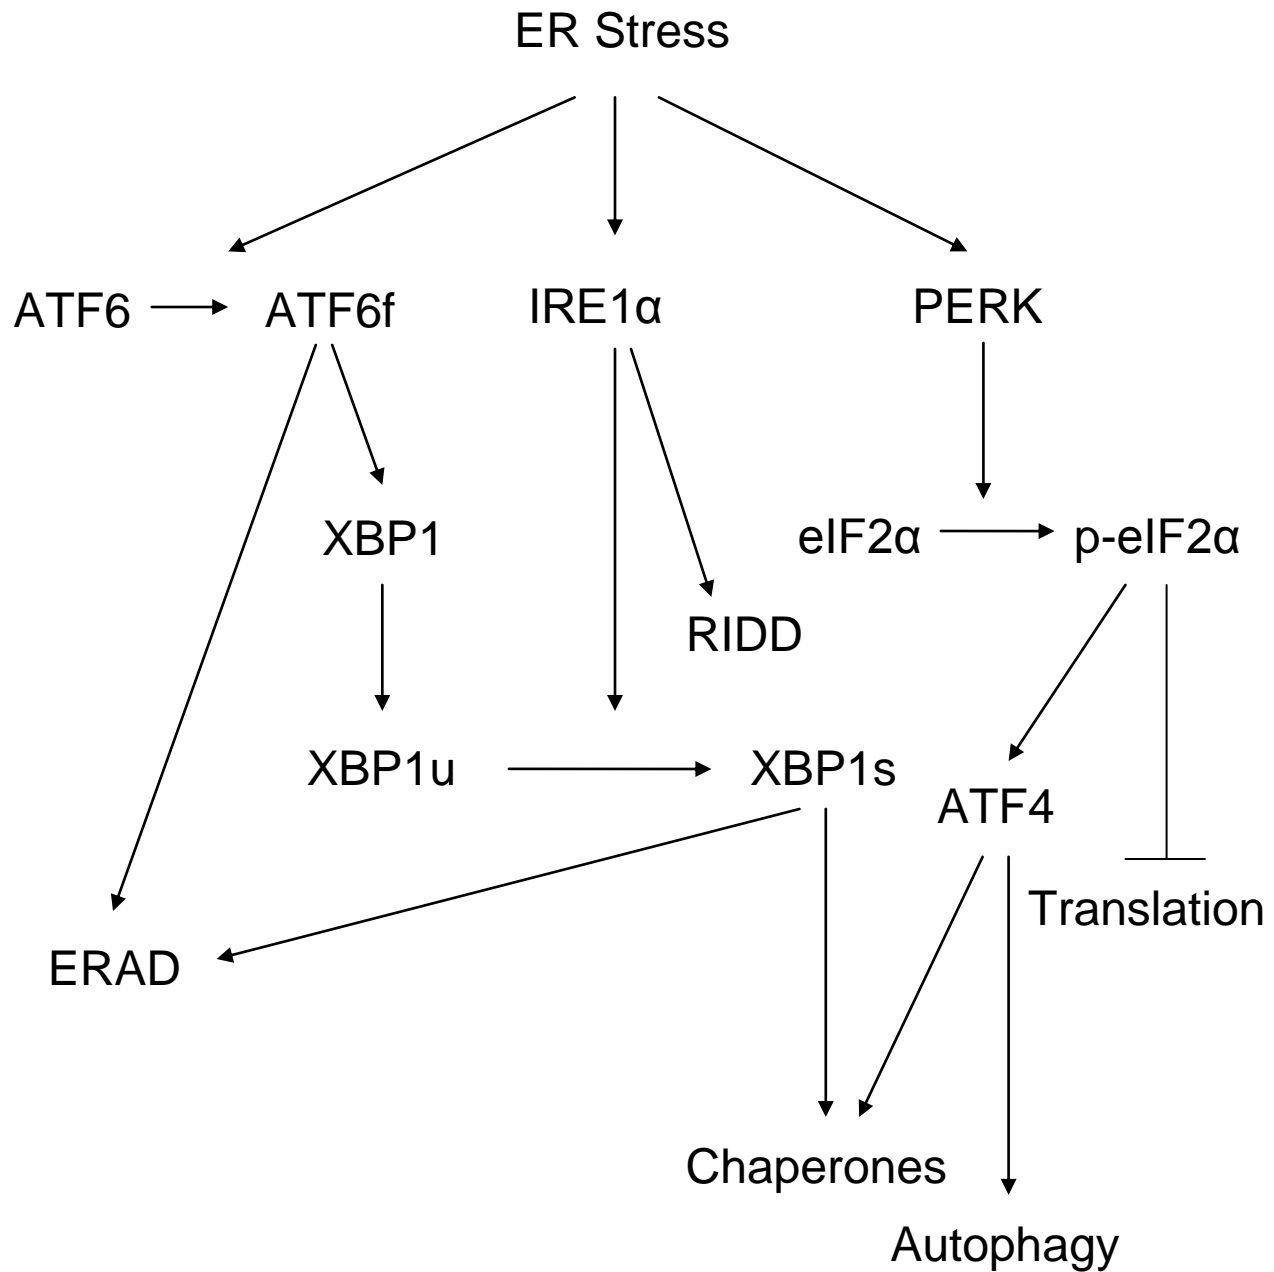 ER Stress
ATF6
ATF6f
IRE1α
PERK
XBP1
eIF2α
p-eIF2α
RIDD
XBP1u
XBP1s
ATF4
Translation
ERAD
Chaperones
Autophagy